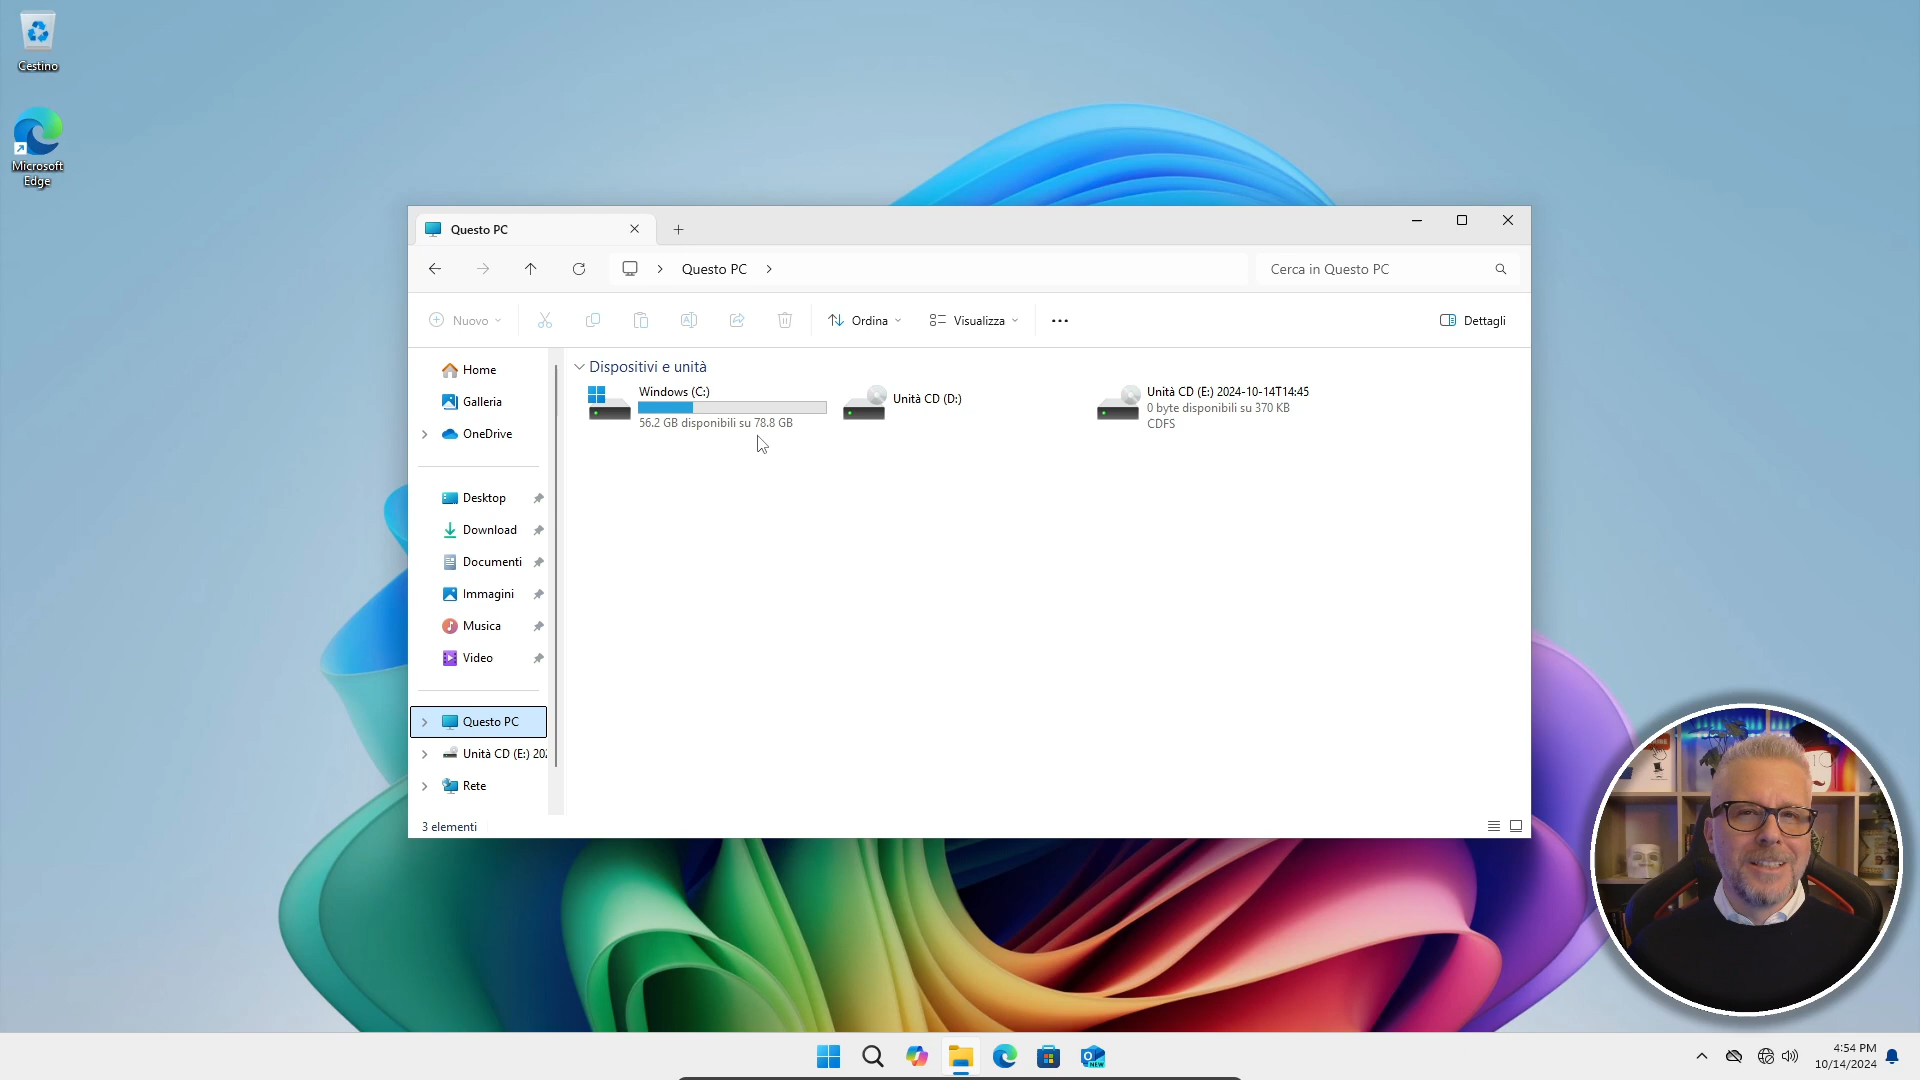 Cestino
Microsoft
Edge
Questo PC
Questo PC
Cerca in Questo PC
Nuovo
Ordina
Visualizza
Dettagli
Home
Galleria
OneDrive
Desktop
Download
Documenti
Immagini
Musica
Video
Questo PC
Unità CD (E:) 202
Rete
Dispositivi e unità
Windows (C:)
56.2 GB disponibili su 78.8 GB
Unità CD (D:)
Unità CD (E:) 2024-10-14T14:45
0 byte disponibili su 370 KB
CDFS
3 elementi
NEW
4:54 PM
10/14/2024